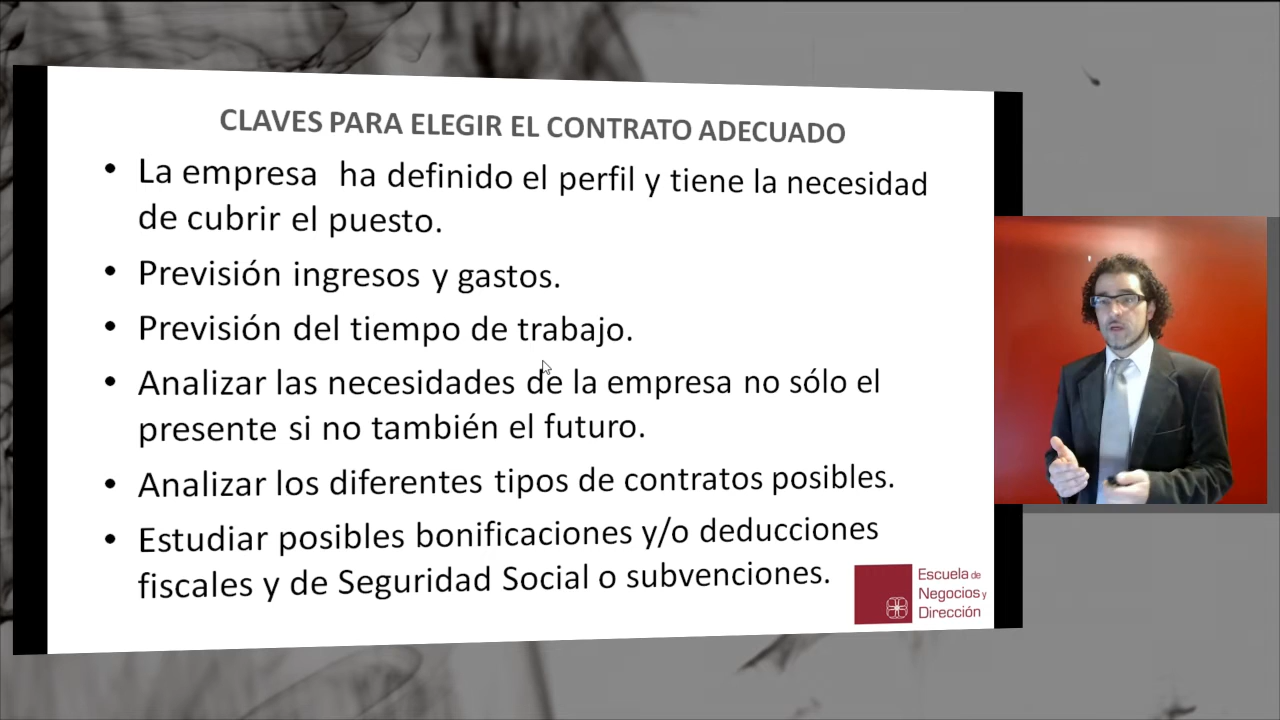 CLAVES PARA ELEGIR EL CONTRATO ADECUADO
• La empresa ha definido el perfil y tiene la necesidad
de cubrir el puesto.
• Previsión ingresos y gastos.
• Previsión del tiempo de trabajo.
• Analizar las necesidades de la empresa no sólo el
presente si no también el futuro.
• Analizar los diferentes tipos de contratos posibles.
• Estudiar posibles bonificaciones y/o deducciones
fiscales y de Seguridad Social o subvenciones.
Escuela de
Negocios y
Dirección